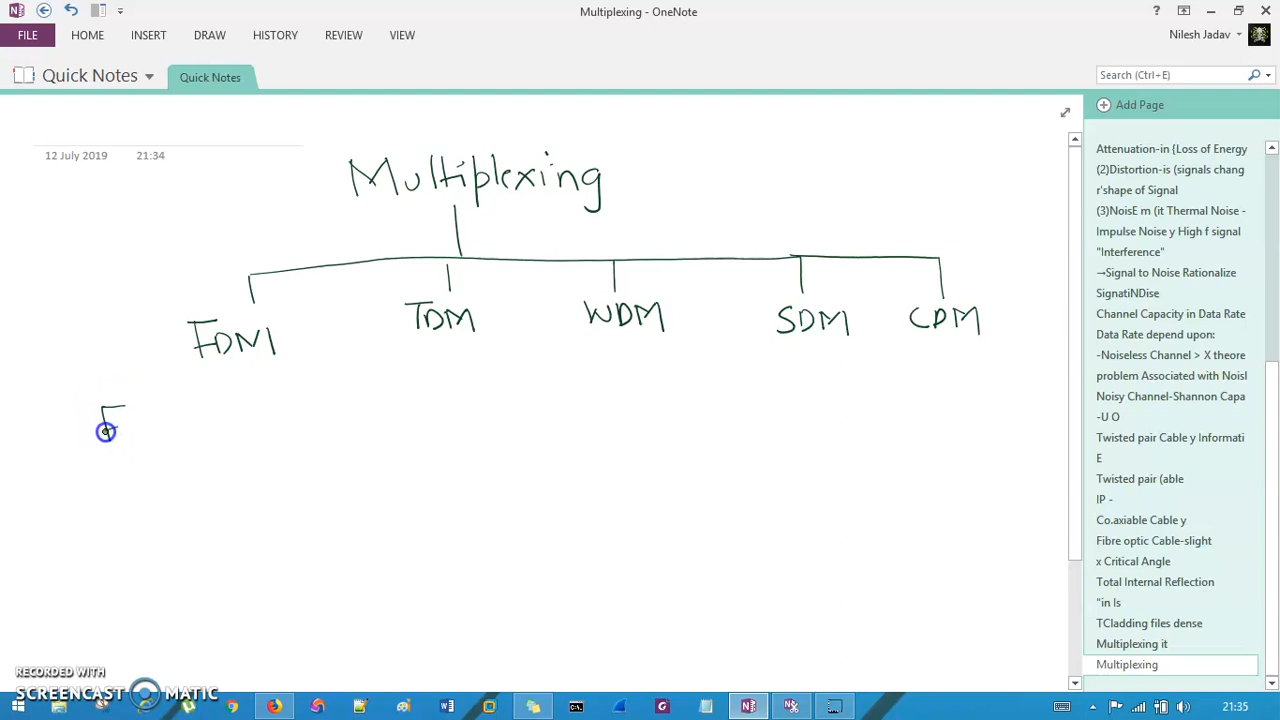 Multiplexing - OneNote
?
FILE
HOME
INSERT
DRAW
HISTORY
REVIEW
VIEW
Nilesh Jadav
Quick Notes
Quick Notes
Search (Ctrl+E)
Add Page
12 July 2019 21:34
Multiplexing
FDM
TDM
WDM
SDM
CDM
F
Attenuation-in {Loss of Energy
(2)Distortion-is (signals chang
r'shape of Signal
(3)NoisE m (it Thermal Noise -
Impulse Noise y High f signal
"Interference"
→Signal to Noise Rationalize
SignatiNDise
Channel Capacity in Data Rate
Data Rate depend upon:
-Noiseless Channel > X theore
problem Associated with Noisl
Noisy Channel-Shannon Capa
-U O
Twisted pair Cable y Informati
E
Twisted pair (able
IP -
Co.axiable Cable y
Fibre optic Cable-slight
x Critical Angle
Total Internal Reflection
"in Is
TCladding files dense
Multiplexing it
Multiplexing
RECORDED WITH
SCREENCAST MATIC
21:35